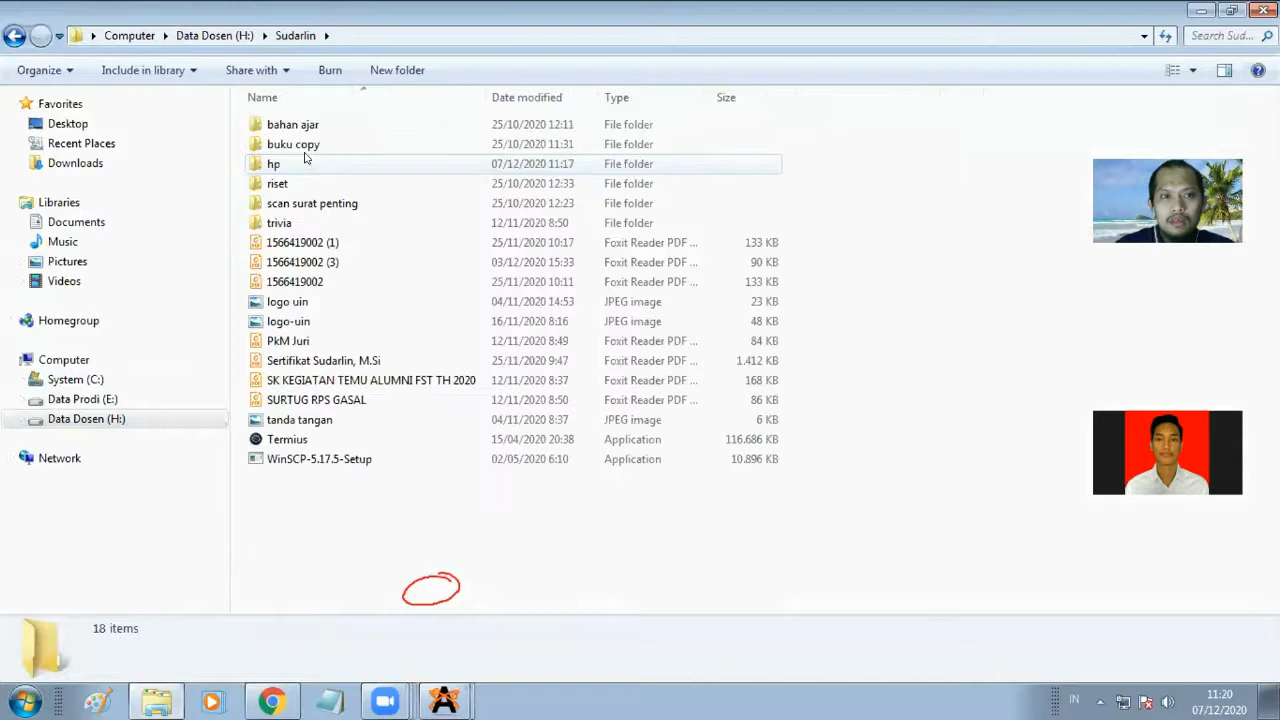 Computer Data Dosen (H:) Sudarlin Search Sud...
Organize Include in library Share with Burn New folder
Favorites
Desktop
Recent Places
Downloads
Libraries
Documents
Music
Pictures
Videos
Homegroup
Computer
System (C:)
Data Prodi (E:)
Data Dosen (H:)
Network
Name Date modified Type Size
bahan ajar 25/10/2020 12:11 File folder
buku copy 25/10/2020 11:31 File folder
hp 07/12/2020 11:17 File folder
riset 25/10/2020 12:33 File folder
scan surat penting 25/10/2020 12:23 File folder
trivia 12/11/2020 8:50 File folder
1566419002 (1) 25/11/2020 10:17 Foxit Reader PDF ... 133 KB
1566419002 (3) 03/12/2020 15:33 Foxit Reader PDF ... 90 KB
1566419002 25/11/2020 10:11 Foxit Reader PDF ... 133 KB
logo uin 04/11/2020 14:53 JPEG image 23 KB
logo-uin 16/11/2020 8:16 JPEG image 48 KB
PkM Juri 12/11/2020 8:49 Foxit Reader PDF ... 84 KB
Sertifikat Sudarlin, M.Si 25/11/2020 9:47 Foxit Reader PDF ... 1.412 KB
SK KEGIATAN TEMU ALUMNI FST TH 2020 12/11/2020 8:37 Foxit Reader PDF ... 168 KB
SURTUG RPS GASAL 12/11/2020 8:50 Foxit Reader PDF ... 86 KB
tanda tangan 04/11/2020 8:37 JPEG image 6 KB
Termius 15/04/2020 20:38 Application 116.686 KB
WinSCP-5.17.5-Setup 02/05/2020 6:10 Application 10.896 KB
18 items
IN 11:20
07/12/2020